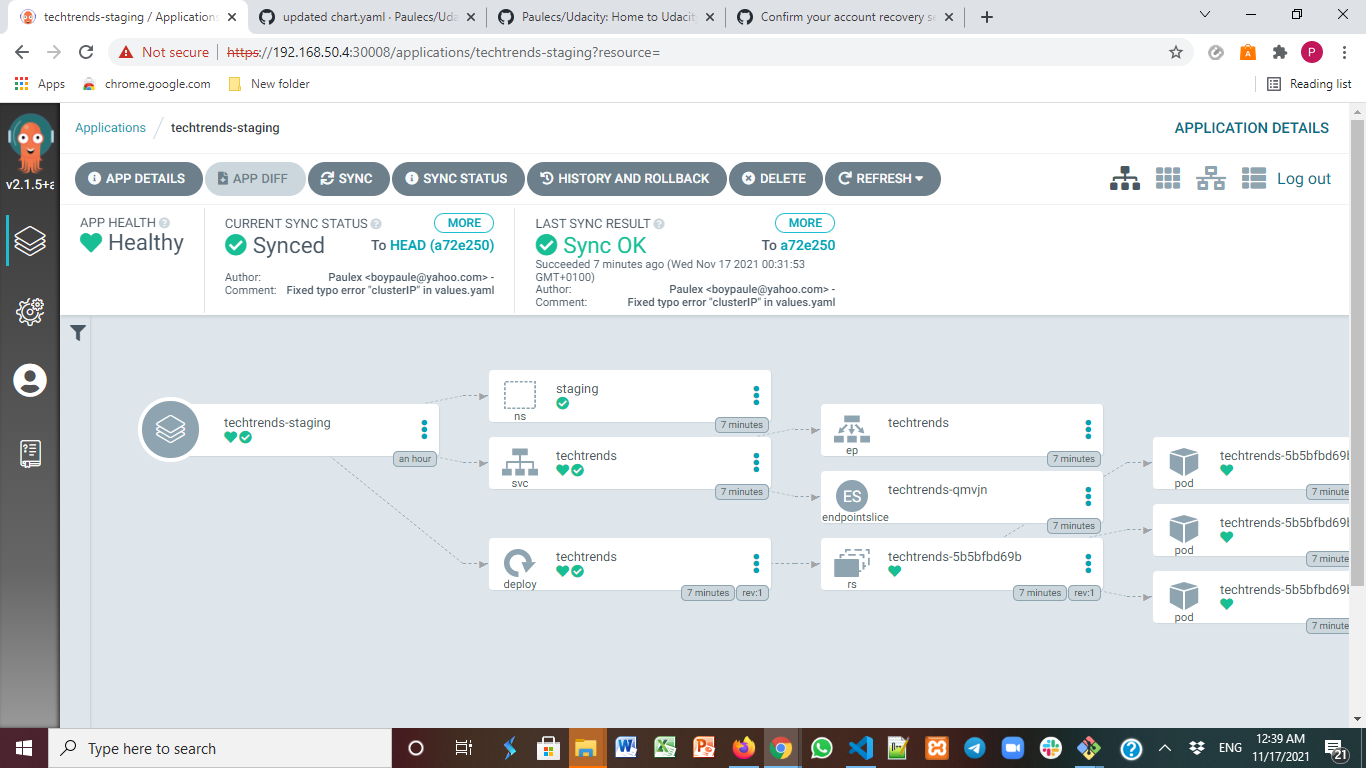 techtrends-staging / Applications
updated chart.yaml · Paulecs/Uda
Paulecs/Udacity: Home to Udacity
Confirm your account recovery se
Not secure
https://192.168.50.4:30008/applications/techtrends-staging?resource=
P
Apps
chrome.google.com
New folder
Reading list
v2.1.5+a
Applications
techtrends-staging
APPLICATION DETAILS
APP DETAILS
APP DIFF
SYNC
SYNC STATUS
HISTORY AND ROLLBACK
DELETE
REFRESH
Log out
APP HEALTH
Healthy
CURRENT SYNC STATUS
MORE
Synced
To HEAD (a72e250)
Author: Paulex <boypaule@yahoo.com> -
Comment: Fixed typo error "clusterIP" in values.yaml
LAST SYNC RESULT
MORE
Sync OK
To a72e250
Succeeded 7 minutes ago (Wed Nov 17 2021 00:31:53
GMT+0100)
Author: Paulex <boypaule@yahoo.com> -
Comment: Fixed typo error "clusterIP" in values.yaml
techtrends-staging
an hour
staging
ns
7 minutes
techtrends
svc
7 minutes
techtrends
deploy
7 minutes
rev:1
techtrends
ep
7 minutes
ES
techtrends-qmvjn
endpointslice
7 minutes
techtrends-5b5bfbd69b
rs
7 minutes
rev:1
techtrends-5b5bfbd69b
pod
7 minute
techtrends-5b5bfbd69b
pod
7 minute
techtrends-5b5bfbd69b
pod
7 minute
Type here to search
ENG
12:39 AM
11/17/2021
21